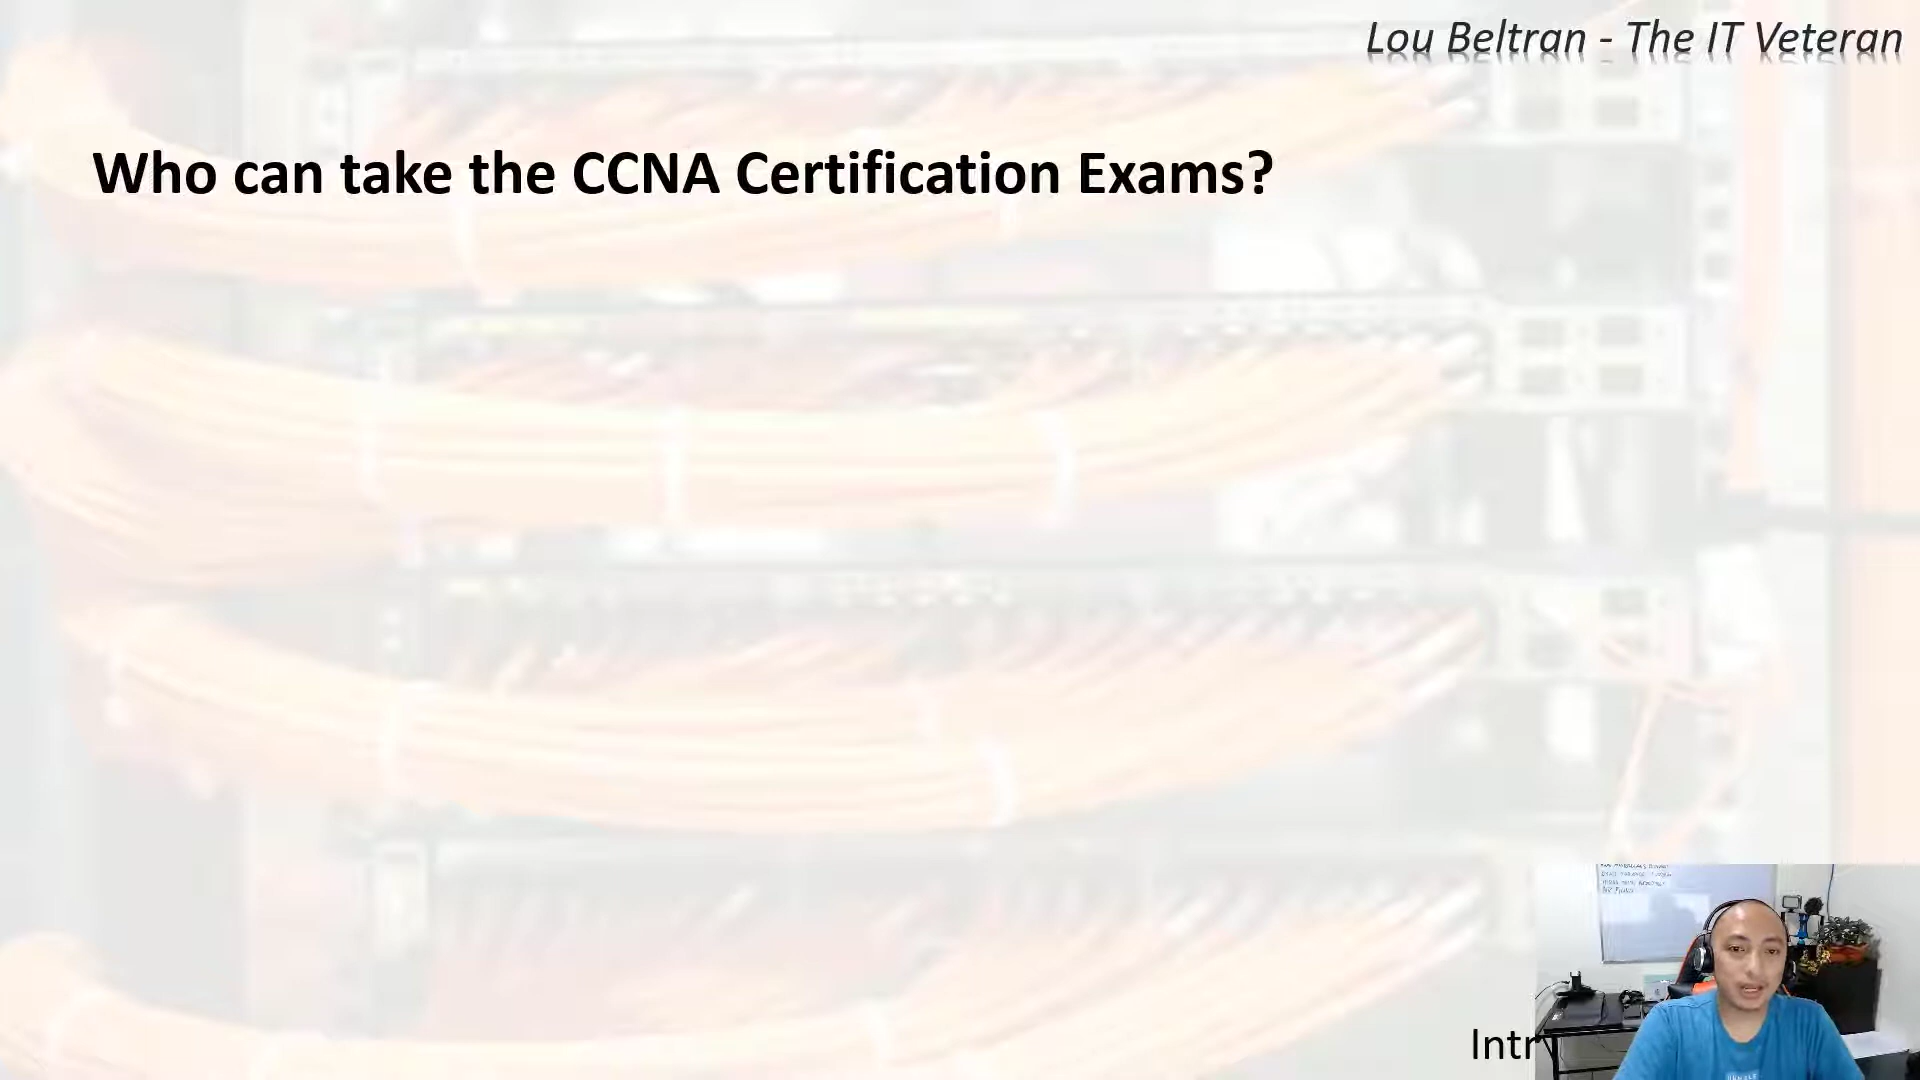 Lou Beltran - The IT Veteran
Who can take the CCNA Certification Exams?
Intr